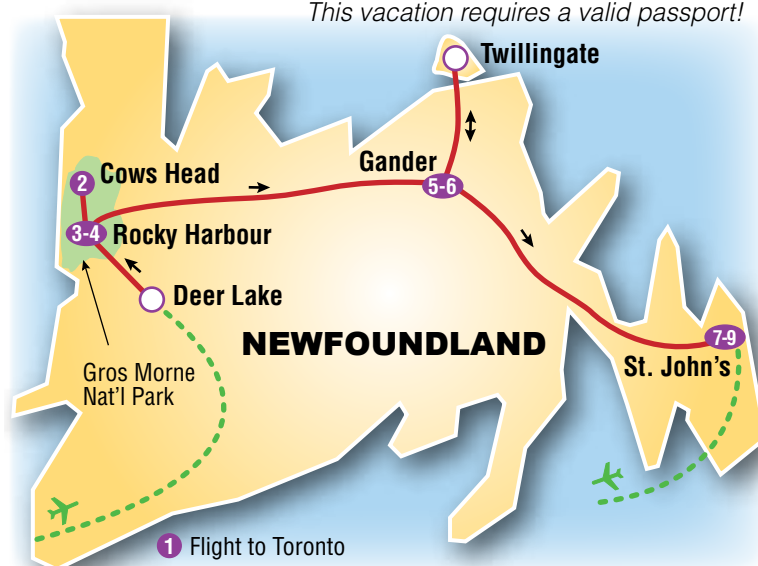 This vacation requires a valid passport!
Twillingate
Gander
5-6
Cows Head
2
3-4 Rocky Harbour
Deer Lake
NEWFOUNDLAND
7-9
St. John's
Gros Morne
Nat'l Park
1 Flight to Toronto